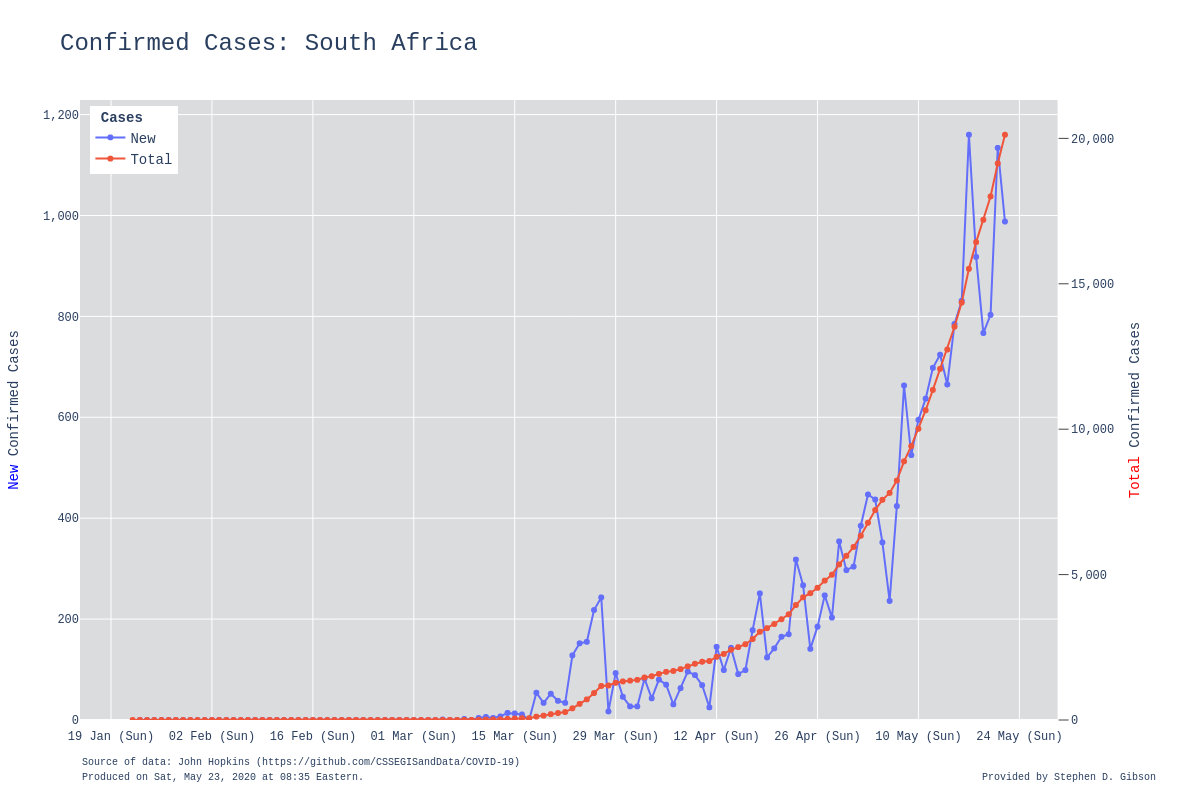 Confirmed Cases: South Africa
Cases
New
Total
1,200
1,000
800
600
400
200
0
20,000
15,000
10,000
5,000
0
New Confirmed Cases
Total Confirmed Cases
19 Jan (Sun) 02 Feb (Sun) 16 Feb (Sun) 01 Mar (Sun) 15 Mar (Sun) 29 Mar (Sun) 12 Apr (Sun) 26 Apr (Sun) 10 May (Sun) 24 May (Sun)
Source of data: John Hopkins (https://github.com/CSSEGISandData/COVID-19)
Produced on Sat, May 23, 2020 at 08:35 Eastern.
Provided by Stephen D. Gibson